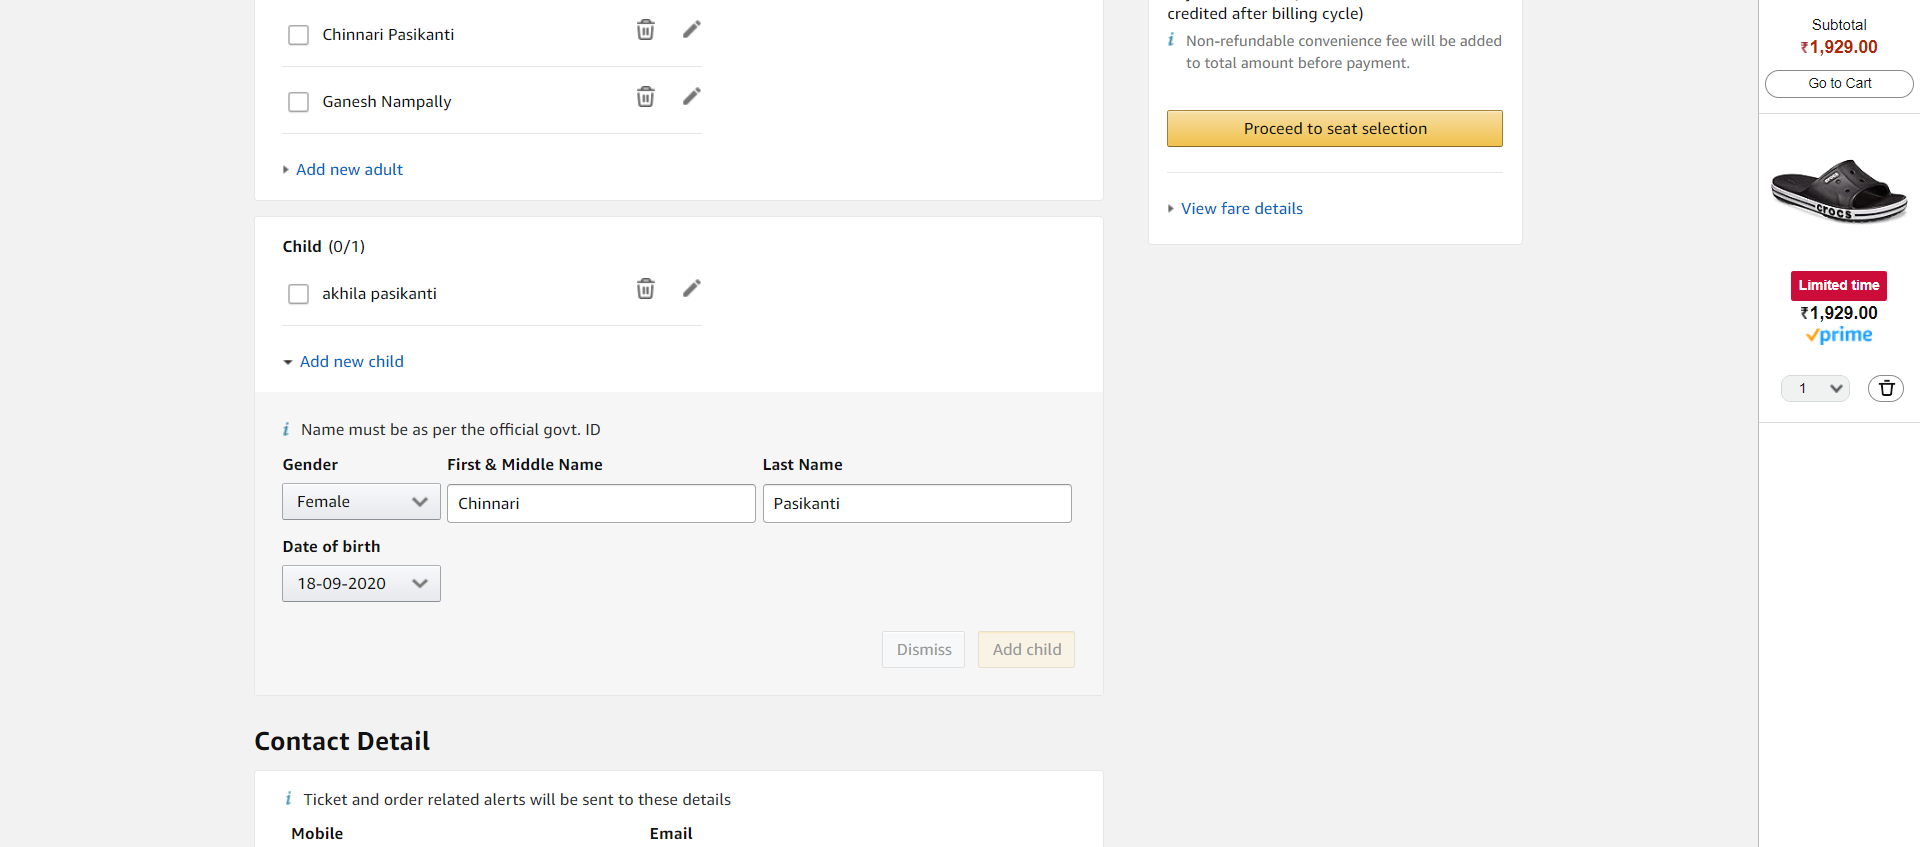 Chinnari Pasikanti
Ganesh Nampally
Add new adult
Child (0/1)
akhila pasikanti
Add new child
i Name must be as per the official govt. ID
Gender First & Middle Name Last Name
Female Chinnari Pasikanti
Date of birth
18-09-2020
Dismiss Add child
Contact Detail
i Ticket and order related alerts will be sent to these details
Mobile Email
credited after billing cycle)
i Non-refundable convenience fee will be added
to total amount before payment.
Proceed to seat selection
View fare details
Subtotal
₹1,929.00
Go to Cart
crocs
Limited time
₹1,929.00
prime
1